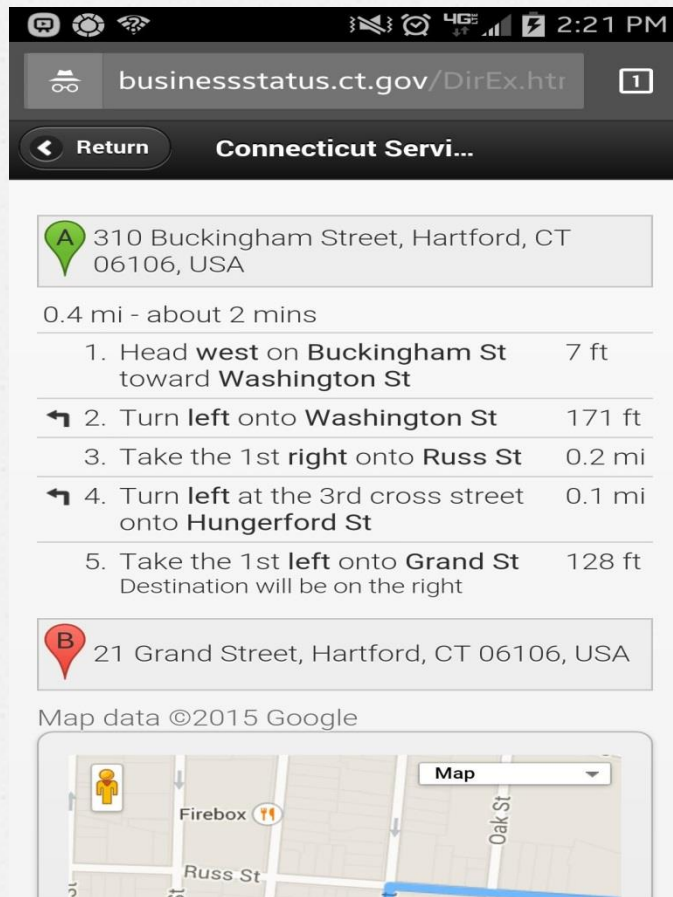 4GE 2:21 PM
businessstatus.ct.gov/DirEx.htr
1
Return Connecticut Servi...
A 310 Buckingham Street, Hartford, CT
06106, USA
0.4 mi - about 2 mins
1. Head west on Buckingham St 7 ft
toward Washington St
2. Turn left onto Washington St 171 ft
3. Take the 1st right onto Russ St 0.2 mi
4. Turn left at the 3rd cross street 0.1 mi
onto Hungerford St
5. Take the 1st left onto Grand St 128 ft
Destination will be on the right
B 21 Grand Street, Hartford, CT 06106, USA
Map data ©2015 Google
Map
Firebox
Oak St
Russ St
St
St